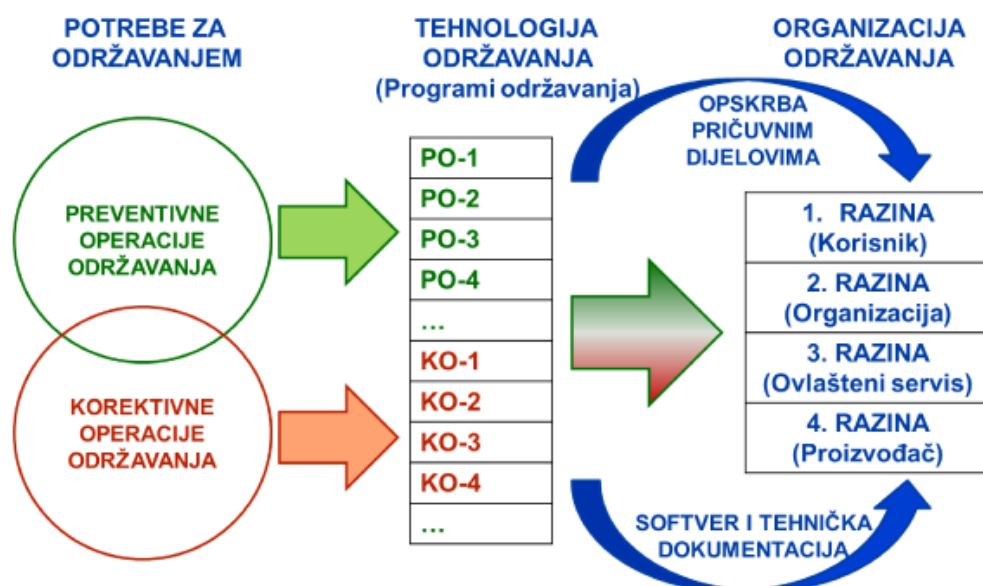 POTREBE ZA
ODRŽAVANJEM
TEHNOLOGIJA
ODRŽAVANJA
(Programi održavanja)
ORGANIZACIJA
ODRŽAVANJA
PREVENTIVNE
OPERACIJE
ODRŽAVANJA
KOREKTIVNE
OPERACIJE
ODRŽAVANJA
PO-1
PO-2
PO-3
PO-4
...
KO-1
KO-2
KO-3
KO-4
...
OPSKRBA
PRIČUVNIM
DIJELOVIMA
1. RAZINA
(Korisnik)
2. RAZINA
(Organizacija)
3. RAZINA
(Ovlašteni servis)
4. RAZINA
(Proizvođač)
SOFTVER I TEHNIČKA
DOKUMENTACIJA